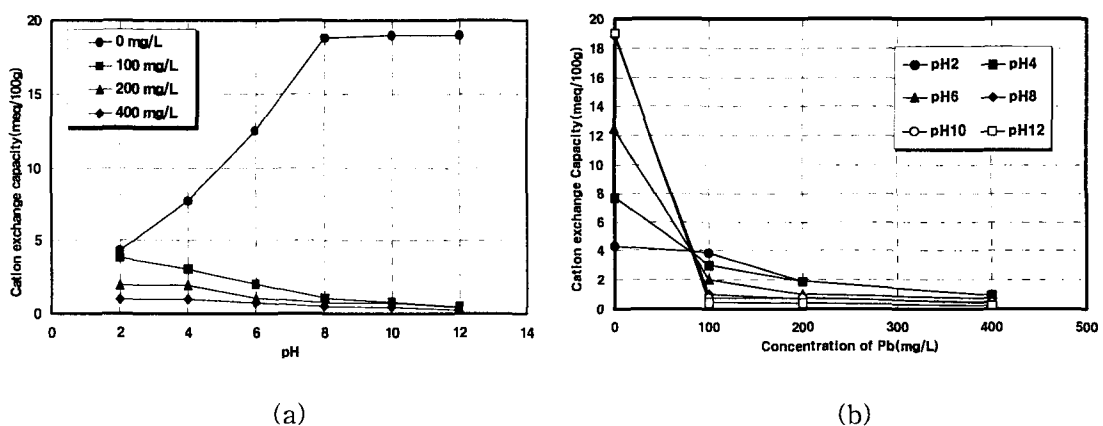 20
15
10
5
0
0 2 4 6 8 10 12 14
Cation exchange capacity(meq/100g)
pH
0 mg/L
100 mg/L
200 mg/L
400 mg/L
(a)
20
18
16
14
12
10
8
6
4
2
0
0 100 200 300 400 500
Cation exchange Capacity(meq/100g)
Concentration of Pb(mg/L)
pH2 pH4
pH6 pH8
pH10 pH12
(b)